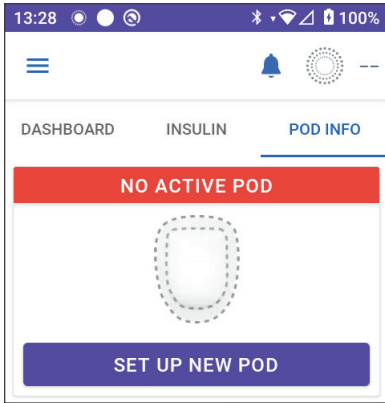 13:28 100%
--
DASHBOARD INSULIN POD INFO
NO ACTIVE POD
SET UP NEW POD